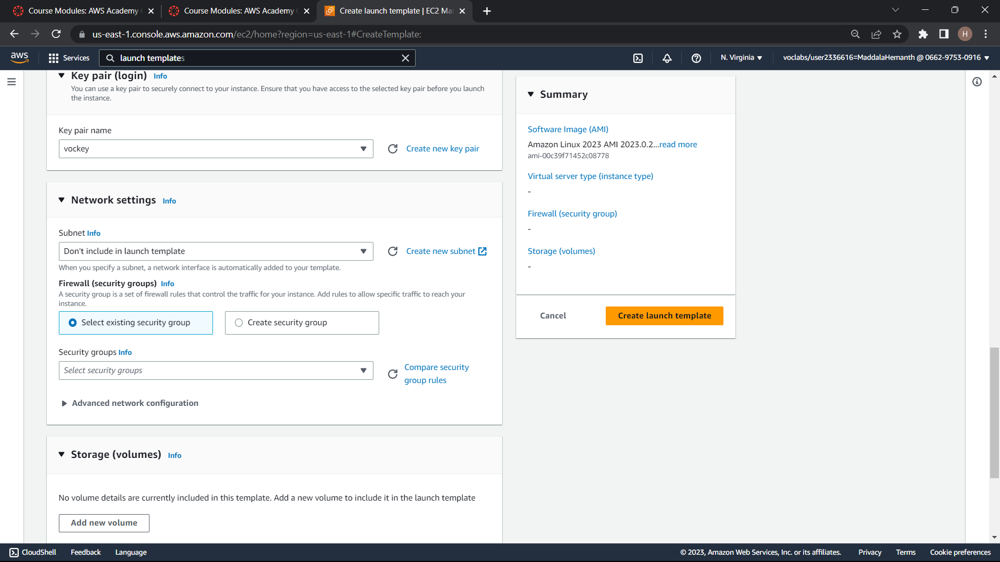 Course Modules: AWS Academy
Course Modules: AWS Academy
Create launch template | EC2 Ma
us-east-1.console.aws.amazon.com/ec2/home?region=us-east-1#CreateTemplate:
H
aws
Services
launch templates
N. Virginia
voclabs/user2336616=MaddalaHemanth @ 0662-9753-0916
Key pair (login) Info
You can use a key pair to securely connect to your instance. Ensure that you have access to the selected key pair before you launch
the instance.
Key pair name
vockey
Create new key pair
Network settings Info
Subnet Info
Don't include in launch template
Create new subnet
When you specify a subnet, a network interface is automatically added to your template.
Firewall (security groups) Info
A security group is a set of firewall rules that control the traffic for your instance. Add rules to allow specific traffic to reach your
instance.
Select existing security group
Create security group
Security groups Info
Select security groups
Compare security
group rules
Advanced network configuration
Storage (volumes) Info
No volume details are currently included in this template. Add a new volume to include it in the launch template
Add new volume
Summary
Software Image (AMI)
Amazon Linux 2023 AMI 2023.0.2...read more
ami-00c39f71452c08778
Virtual server type (instance type)
-
Firewall (security group)
-
Storage (volumes)
-
Cancel
Create launch template
CloudShell
Feedback
Language
© 2023, Amazon Web Services, Inc. or its affiliates.
Privacy
Terms
Cookie preferences